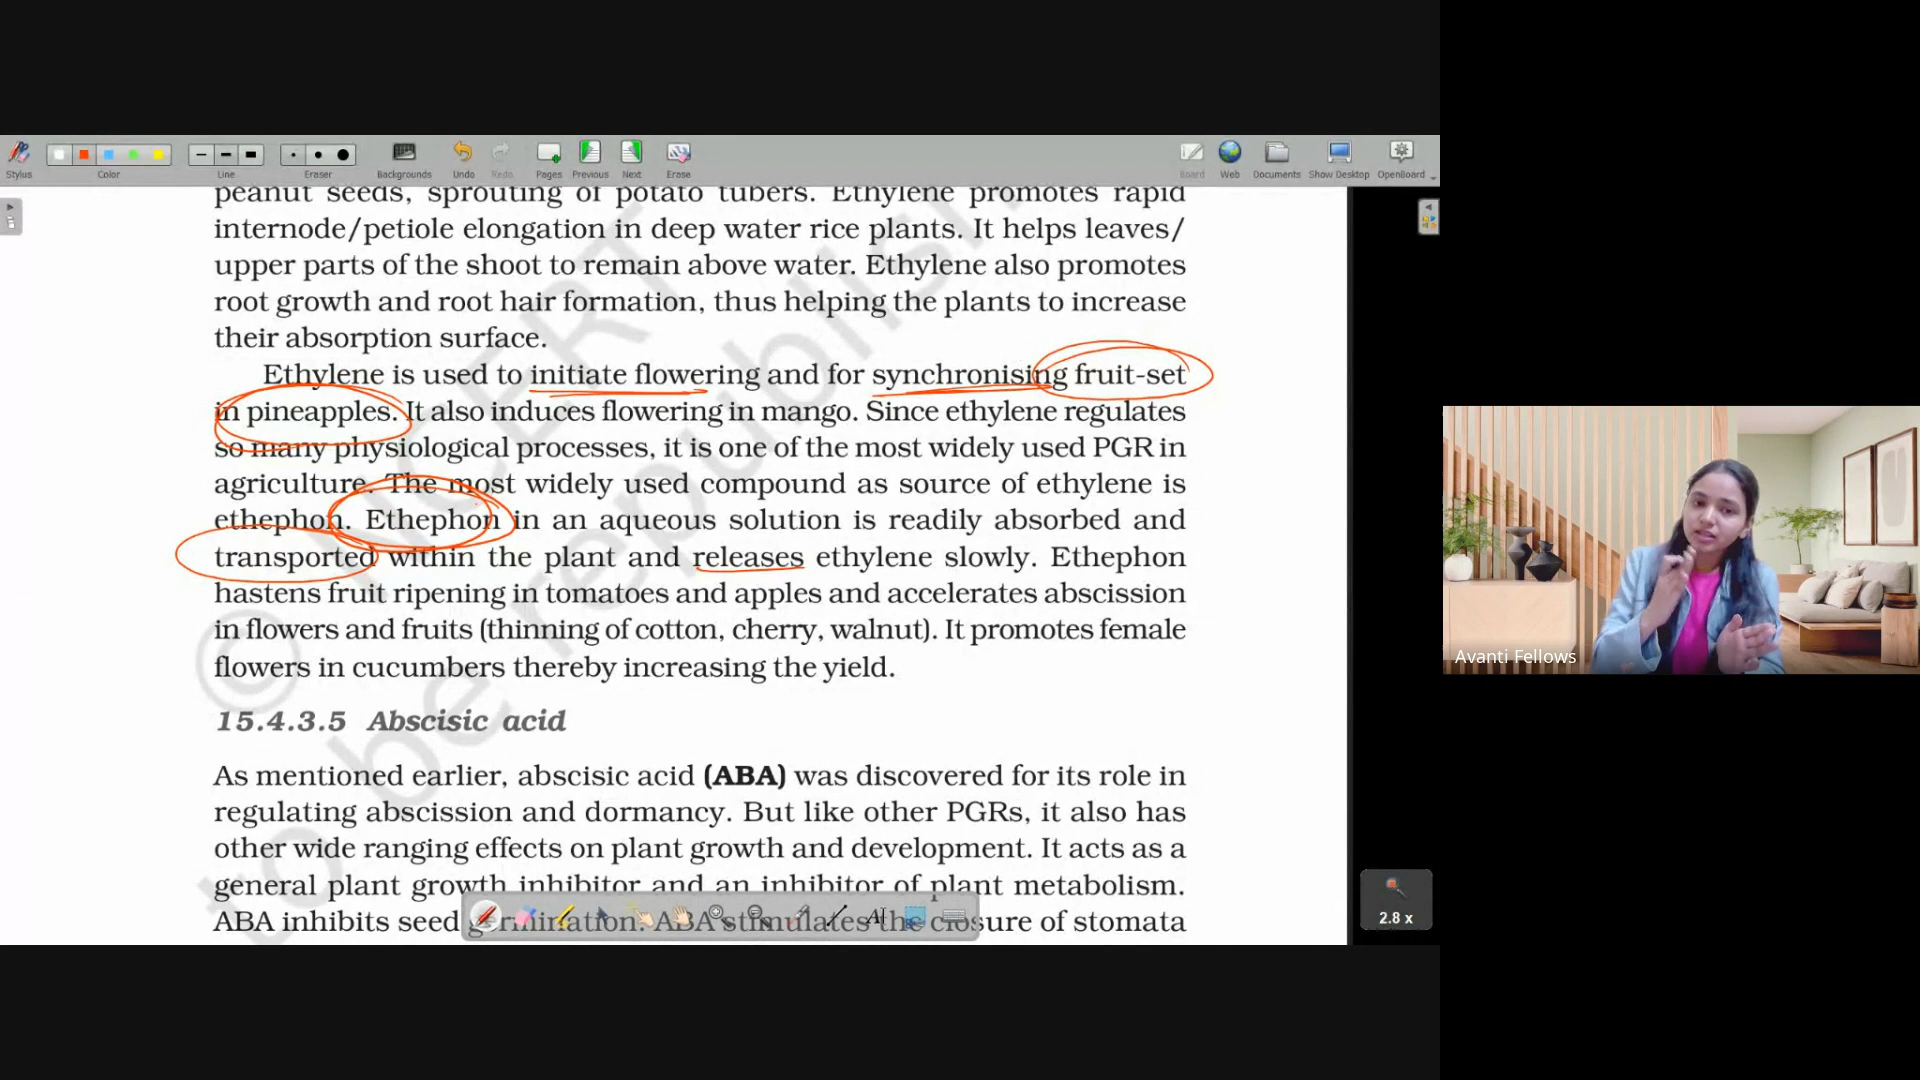 Stylus
Color
Line
Eraser
Backgrounds
Undo
Redo
Pages
Previous
Next
Erase
Board
Web
Documents
Show Desktop
OpenBoard
peanut seeds, sprouting of potato tubers. Ethylene promotes rapid
internode/petiole elongation in deep water rice plants. It helps leaves/
upper parts of the shoot to remain above water. Ethylene also promotes
root growth and root hair formation, thus helping the plants to increase
their absorption surface.
Ethylene is used to initiate flowering and for synchronising fruit-set
in pineapples. It also induces flowering in mango. Since ethylene regulates
so many physiological processes, it is one of the most widely used PGR in
agriculture. The most widely used compound as source of ethylene is
ethephon. Ethephon in an aqueous solution is readily absorbed and
transported within the plant and releases ethylene slowly. Ethephon
hastens fruit ripening in tomatoes and apples and accelerates abscission
in flowers and fruits (thinning of cotton, cherry, walnut). It promotes female
flowers in cucumbers thereby increasing the yield.
15.4.3.5 Abscisic acid
As mentioned earlier, abscisic acid (ABA) was discovered for its role in
regulating abscission and dormancy. But like other PGRs, it also has
other wide ranging effects on plant growth and development. It acts as a
general plant growth inhibitor and an inhibitor of plant metabolism.
ABA inhibits seed germination. ABA stimulates the closure of stomata
© NCERT
to be republish
2.8 x
Avanti Fellows